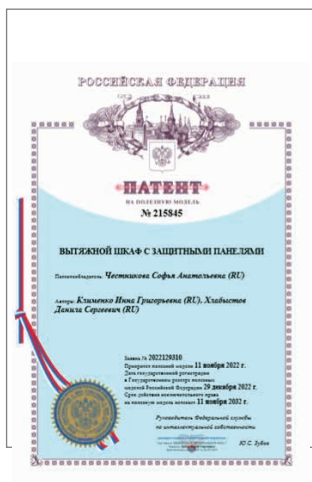 РОССИЙСКАЯ ФЕДЕРАЦИЯ
ПАТЕНТ
НА ПОЛЕЗНУЮ МОДЕЛЬ
№ 215845
ВЫТЯЖНОЙ ШКАФ С ЗАЩИТНЫМИ ПАНЕЛЯМИ
Патентообладатель: Честникова Софья Анатольевна (RU)
Авторы: Клименко Инна Григорьевна (RU), Хлабыстов
Данила Сергеевич (RU)
Заявка № 2022129310
Приоритет полезной модели 11 ноября 2022 г.
Дата государственной регистрации
в Государственном реестре полезных
моделей Российской Федерации 29 декабря 2022 г.
Срок действия исключительного права
на полезную модель истекает 11 ноября 2032 г.
Руководитель Федеральной службы
по интеллектуальной собственности
Ю.С. Зубов